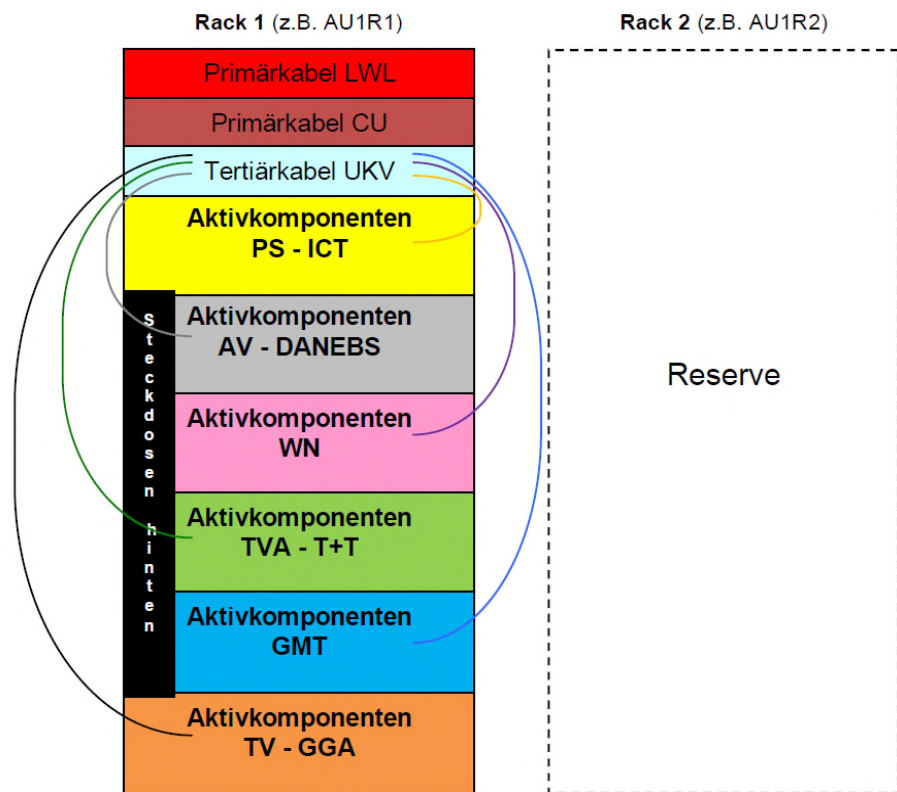 Rack 1 (z.B. AU1R1)
Rack 2 (z.B. AU1R2)
Primärkabel LWL
Primärkabel CU
Tertiärkabel UKV
Aktivkomponenten
PS - ICT
Steckdosen hinten
Aktivkomponenten
AV - DANEBS
Aktivkomponenten
WN
Aktivkomponenten
TVA - T+T
Aktivkomponenten
GMT
Aktivkomponenten
TV - GGA
Reserve